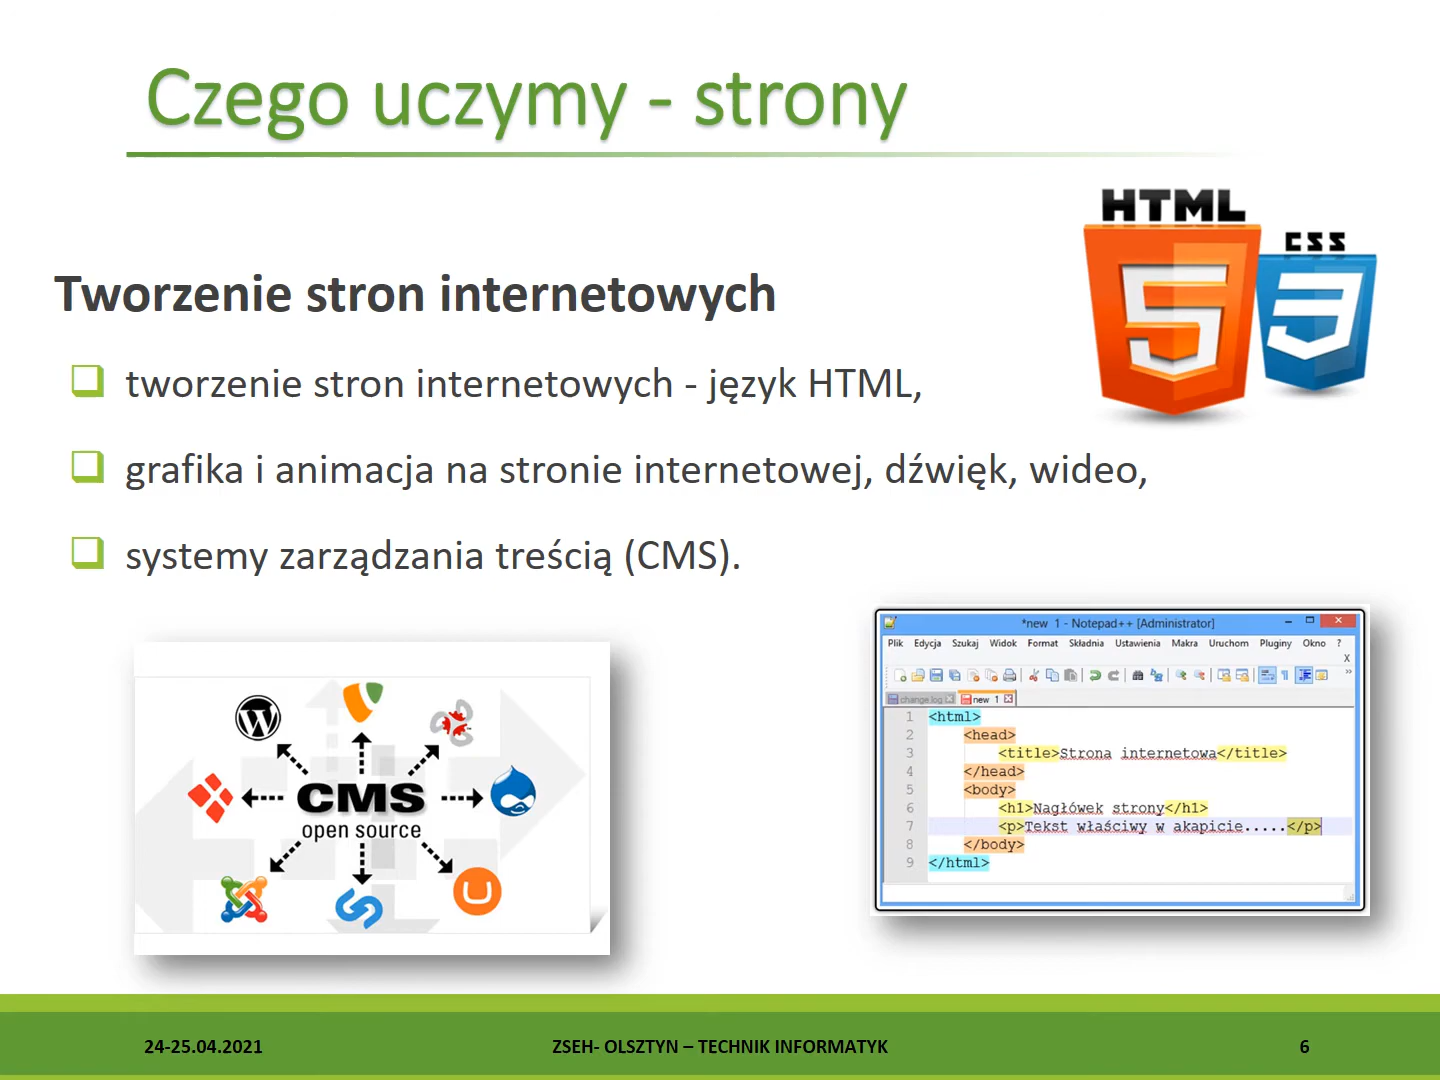 Czego uczymy - strony
HTML
5
CSS
3
Tworzenie stron internetowych
tworzenie stron internetowych - język HTML,
grafika i animacja na stronie internetowej, dźwięk, wideo,
systemy zarządzania treścią (CMS).
CMS
open source
*new 1 - Notepad++ [Administrator]
Plik Edycja Szukaj Widok Format Składnia Ustawienia Makra Uruchom Pluginy Okno ?
X
change.log new 1
1 <html>
2 <head>
3 <title>Strona internetowa</title>
4 </head>
5 <body>
6 <h1>Nagłówek strony</h1>
7 <p>Tekst właściwy w akapicie.....</p>
8 </body>
9 </html>
24-25.04.2021 ZSEH- OLSZTYN – TECHNIK INFORMATYK 6